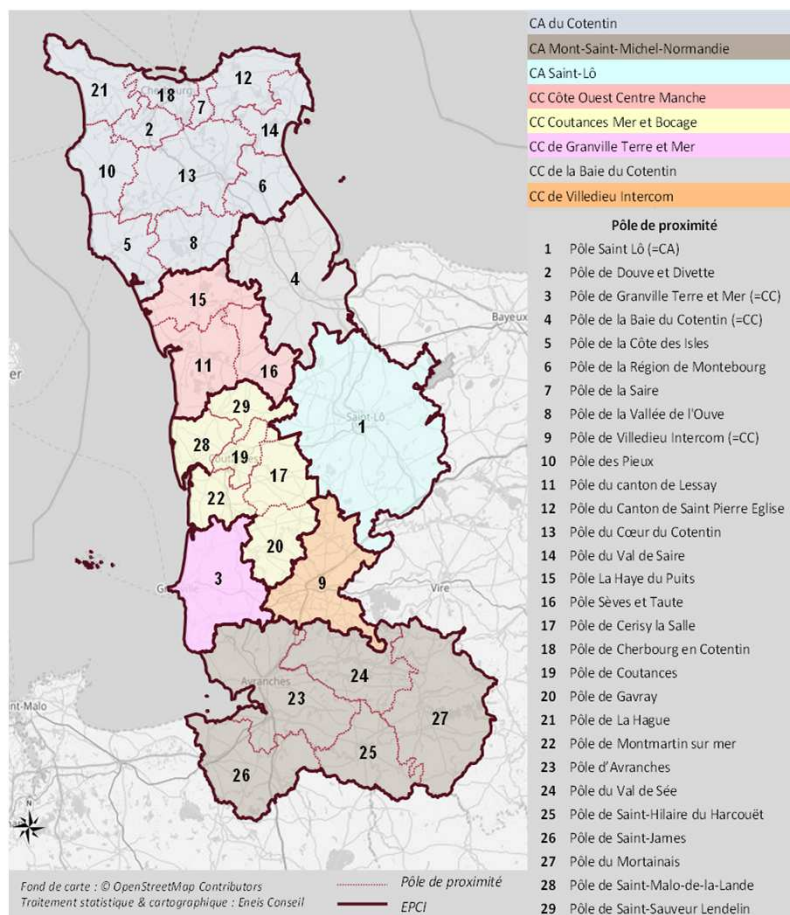 CA du Cotentin
CA Mont-Saint-Michel-Normandie
CA Saint-Lô
CC Côte Ouest Centre Manche
CC Coutances Mer et Bocage
CC de Granville Terre et Mer
CC de la Baie du Cotentin
CC de Villedieu Intercom
Pôle de proximité
1 Pôle Saint Lô (=CA)
2 Pôle de Douve et Divette
3 Pôle de Granville Terre et Mer (=CC)
4 Pôle de la Baie du Cotentin (=CC)
5 Pôle de la Côte des Isles
6 Pôle de la Région de Montebourg
7 Pôle de la Saire
8 Pôle de la Vallée de l'Ouve
9 Pôle de Villedieu Intercom (=CC)
10 Pôle des Pieux
11 Pôle du canton de Lessay
12 Pôle du Canton de Saint Pierre Eglise
13 Pôle du Cœur du Cotentin
14 Pôle du Val de Saire
15 Pôle La Haye du Puits
16 Pôle Sèves et Taute
17 Pôle de Cerisy la Salle
18 Pôle de Cherbourg en Cotentin
19 Pôle de Coutances
20 Pôle de Gavray
21 Pôle de La Hague
22 Pôle de Montmartin sur mer
23 Pôle d'Avranches
24 Pôle du Val de Sée
25 Pôle de Saint-Hilaire du Harcouët
26 Pôle de Saint-James
27 Pôle du Mortainais
28 Pôle de Saint-Malo-de-la-Lande
29 Pôle de Saint-Sauveur Lendelin
21
18
7
12
2
14
10
13
6
5
8
4
15
Bayeux
11
16
29
Saint-Lô
1
28
19
17
22
20
3
9
Vire
Avranches
24
23
27
nt-Malo
25
26
N
Fond de carte : © OpenStreetMap Contributors
Traitement statistique & cartographique : Eneis Conseil
Pôle de proximité
EPCI